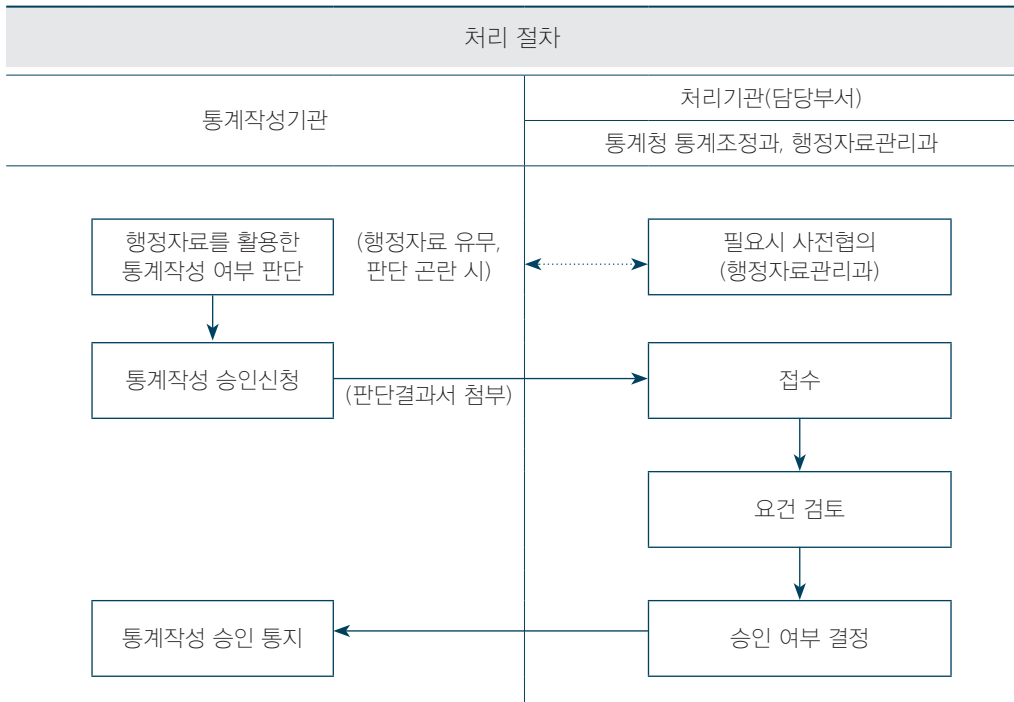 처리 절차
통계작성기관
처리기관(담당부서)
통계청 통계조정과, 행정자료관리과
행정자료를 활용한
통계작성 여부 판단
(행정자료 유무,
판단 곤란 시)
필요시 사전협의
(행정자료관리과)
통계작성 승인신청
(판단결과서 첨부)
접수
요건 검토
통계작성 승인 통지
승인 여부 결정